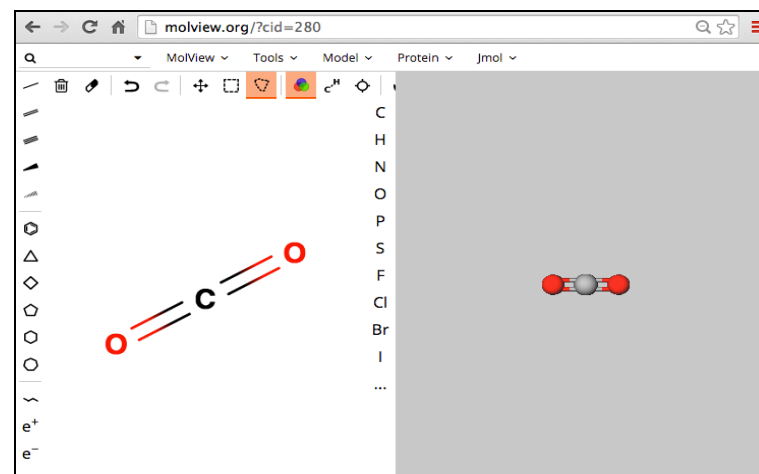 molview.org/?cid=280
MolView Tools Model Protein Jmol
C H
C
H
N
O
P
S
F
Cl
Br
I
...
O
C
O
e+
e−